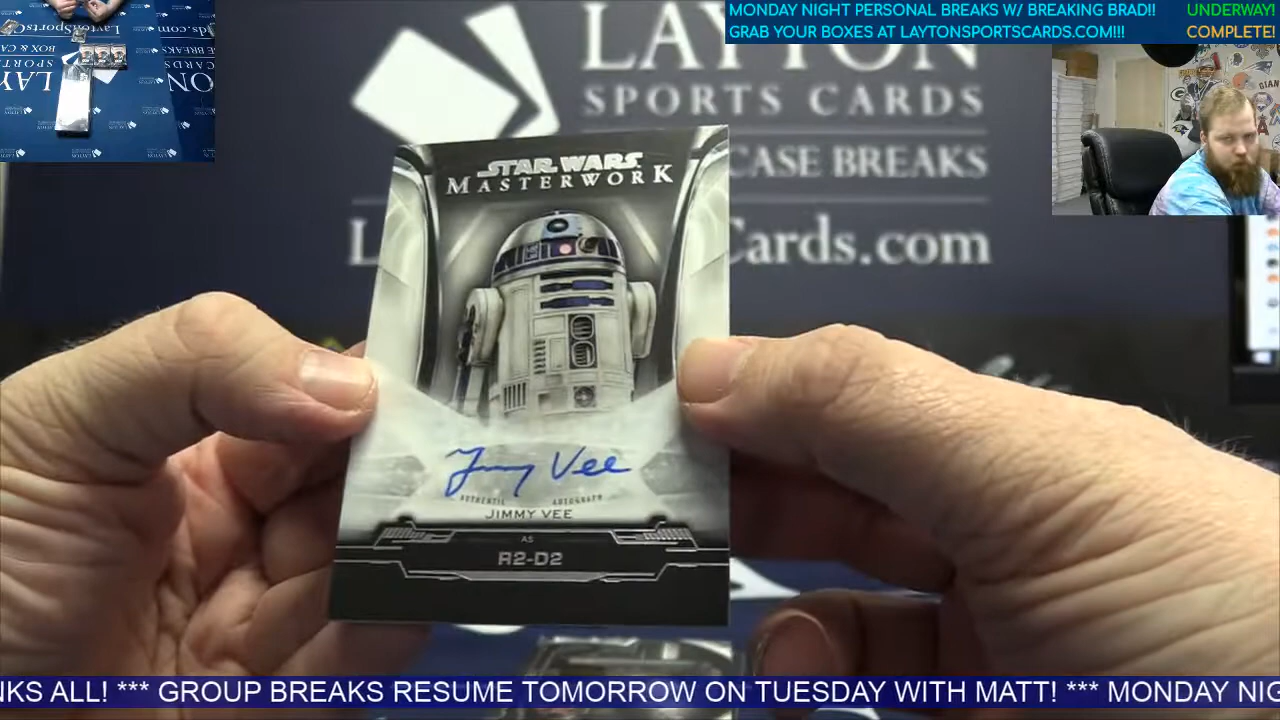 MONDAY NIGHT PERSONAL BREAKS W/ BREAKING BRAD!! UNDERWAY!
GRAB YOUR BOXES AT LAYTONSPORTSCARDS.COM!!! COMPLETE!
LAYTON
SPORTS CARDS
CASE BREAKS
L Cards.com
STAR WARS
MASTERWORK
Jimmy Vee
AUTHENTIC AUTOGRAPH
JIMMY VEE
AS
R2-D2
NKS ALL! *** GROUP BREAKS RESUME TOMORROW ON TUESDAY WITH MATT! *** MONDAY NIG